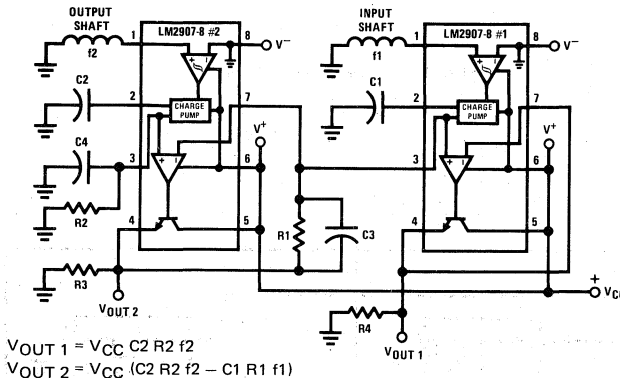 OUTPUT SHAFT
f2
LM2907-8 #2
1
8
V–
C2
2
CHARGE PUMP
7
C4
3
V+
6
R2
4
5
R3
VOUT 2
R1
C3
INPUT SHAFT
f1
LM2907-8 #1
1
8
V–
C1
2
CHARGE PUMP
7
3
V+
6
4
5
+
VCC
R4
VOUT 1
VOUT 1 = VCC C2 R2 f2
VOUT 2 = VCC (C2 R2 f2 – C1 R1 f1)